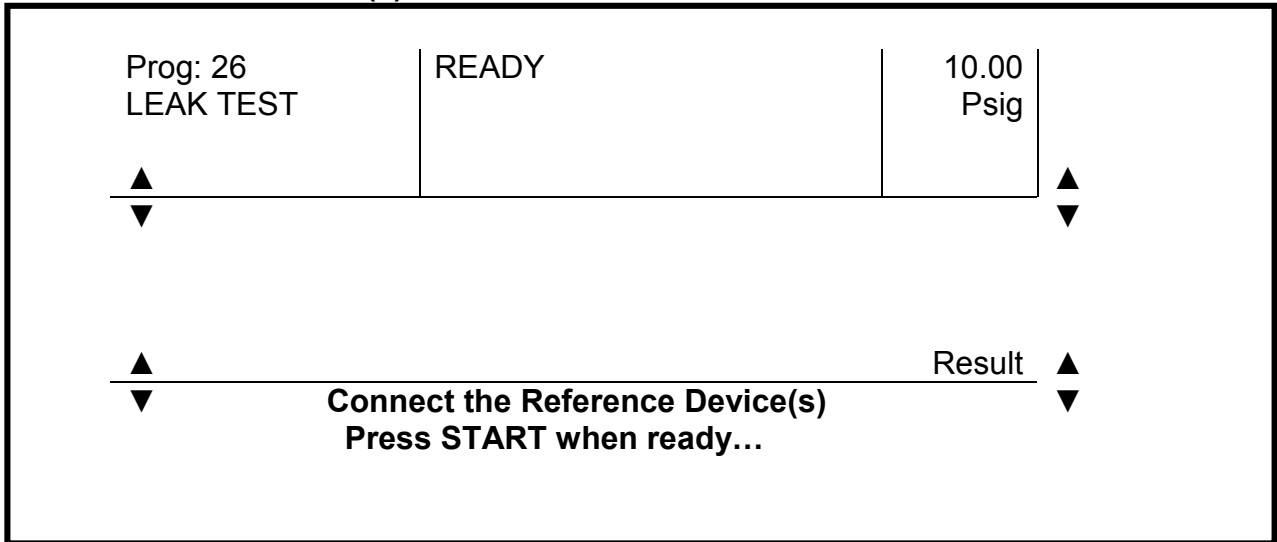 Prog: 26 READY 10.00
LEAK TEST Psig
▲ ▲
▼ ▼
▲ Result ▲
▼ Connect the Reference Device(s) ▼
Press START when ready…